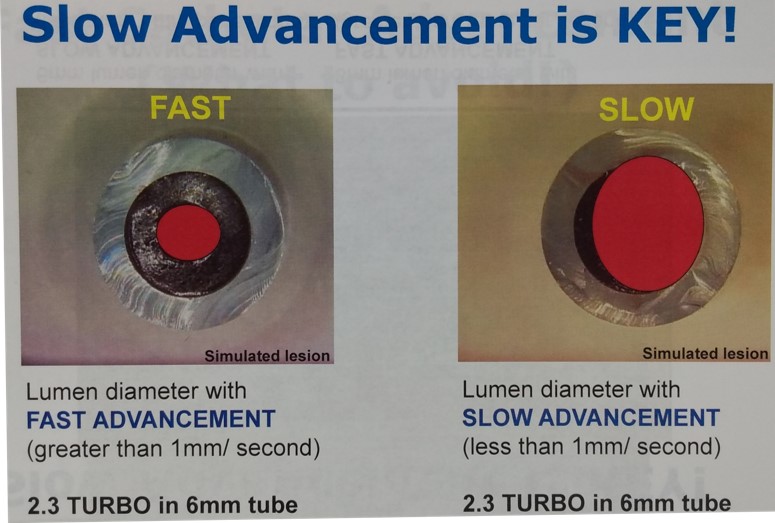 Slow Advancement is KEY!
FAST
SLOW
Simulated lesion
Simulated lesion
Lumen diameter with
FAST ADVANCEMENT
(greater than 1mm/ second)
2.3 TURBO in 6mm tube
Lumen diameter with
SLOW ADVANCEMENT
(less than 1mm/ second)
2.3 TURBO in 6mm tube